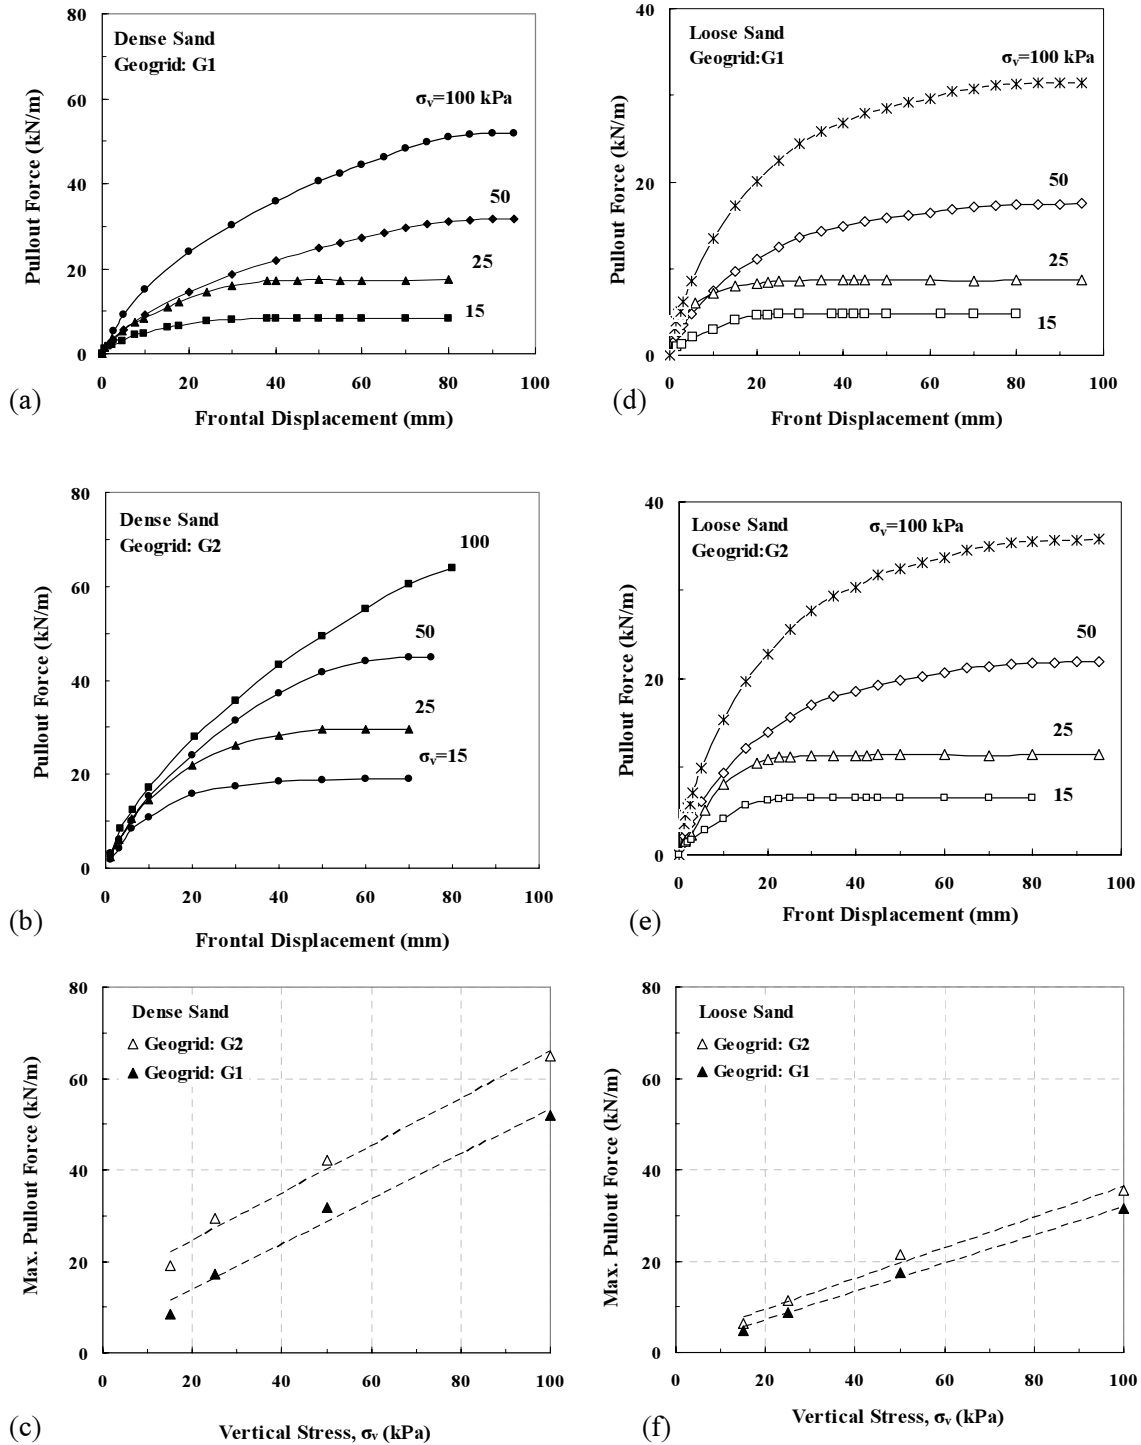 Dense Sand
Geogrid: G1
σv=100 kPa
50
25
15
80
60
40
20
0
0 20 40 60 80 100
Pullout Force (kN/m)
Frontal Displacement (mm)
(a)
Loose Sand
Geogrid:G1
σv=100 kPa
50
25
15
40
20
0
0 20 40 60 80 100
Pullout Force (kN/m)
Front Displacement (mm)
(d)
Dense Sand
Geogrid: G2
100
50
25
σv=15
80
60
40
20
0
0 20 40 60 80 100
Pullout Force (kN/m)
Frontal Displacement (mm)
(b)
Loose Sand
Geogrid:G2
σv=100 kPa
50
25
15
40
20
0
0 20 40 60 80 100
Pullout Force (kN/m)
Front Displacement (mm)
(e)
Dense Sand
Geogrid: G2
Geogrid: G1
80
60
40
20
0
0 20 40 60 80 100
Max. Pullout Force (kN/m)
Vertical Stress, σv (kPa)
(c)
Loose Sand
Geogrid: G2
Geogrid: G1
80
60
40
20
0
0 20 40 60 80 100
Max. Pullout Force (kN/m)
Vertical Stress, σv (kPa)
(f)